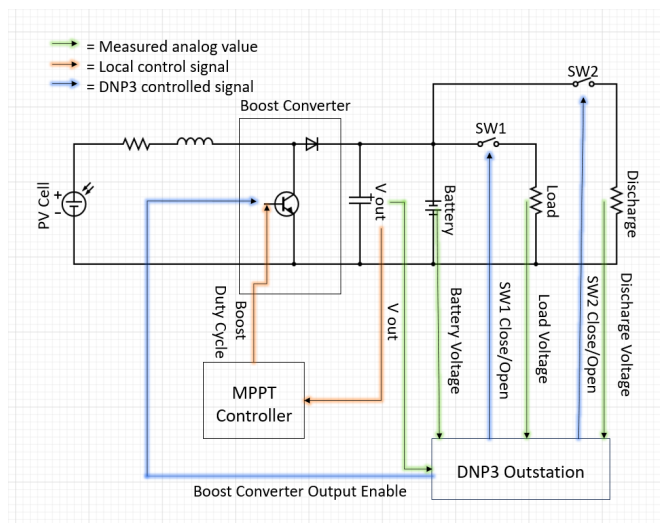 = Measured analog value
= Local control signal
= DNP3 controlled signal
SW2
Boost Converter
SW1
PV Cell
+
-
+
V out
Battery
Load
Discharge
Boost
Duty Cycle
V out
Battery Voltage
SW1 Close/Open
Load Voltage
SW2 Close/Open
Discharge Voltage
MPPT
Controller
DNP3 Outstation
Boost Converter Output Enable